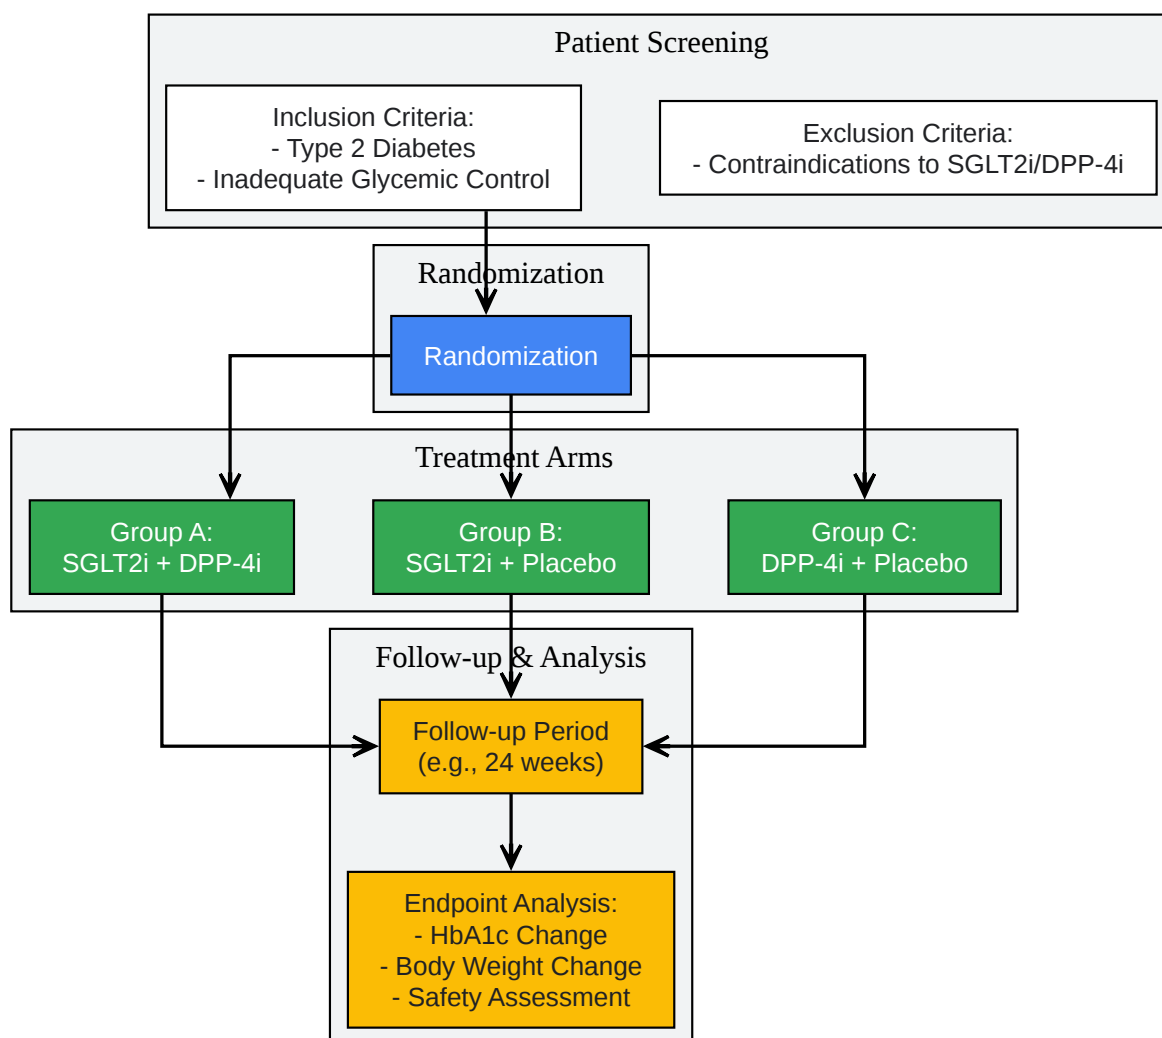 Patient Screening
Inclusion Criteria:
- Type 2 Diabetes
- Inadequate Glycemic Control
Exclusion Criteria:
- Contraindications to SGLT2i/DPP-4i
Randomization
Randomization
Treatment Arms
Group A:
SGLT2i + DPP-4i
Group B:
SGLT2i + Placebo
Group C:
DPP-4i + Placebo
Follow-up & Analysis
Follow-up Period
(e.g., 24 weeks)
Endpoint Analysis:
- HbA1c Change
- Body Weight Change
- Safety Assessment